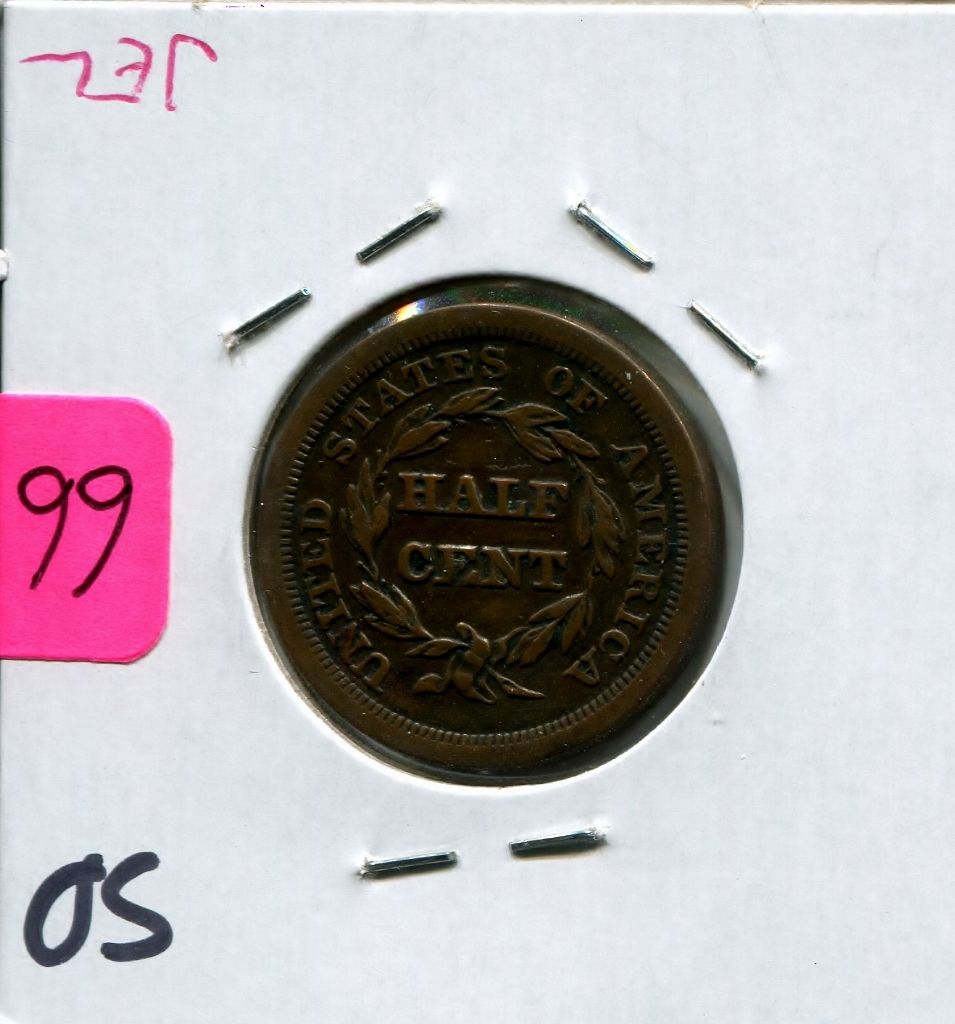 UNITED STATES OF AMERICA
HALF
CENT
99
OS